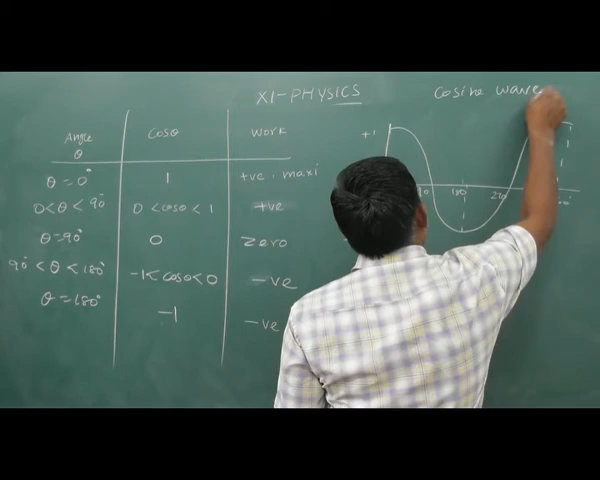 XI-PHYSICS
Cosine wave
Angle θ cosθ work
θ=0° 1 +ve, maxi
0<θ<90° 0<cosθ<1 +ve
θ=90° 0 zero
90°<θ<180° -1<cosθ<0 -ve
θ=180° -1 -ve
+1
90 180° 270